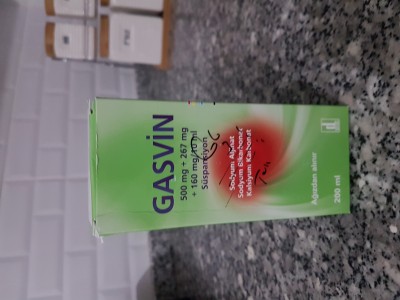 GASVİN
500 mg + 267 mg
+ 160 mg/10 ml
Süspansiyon
Sodyum Aljinat
Sodyum Bikarbonat
Kalsiyum Karbonat
Ağızdan alınır
200 ml